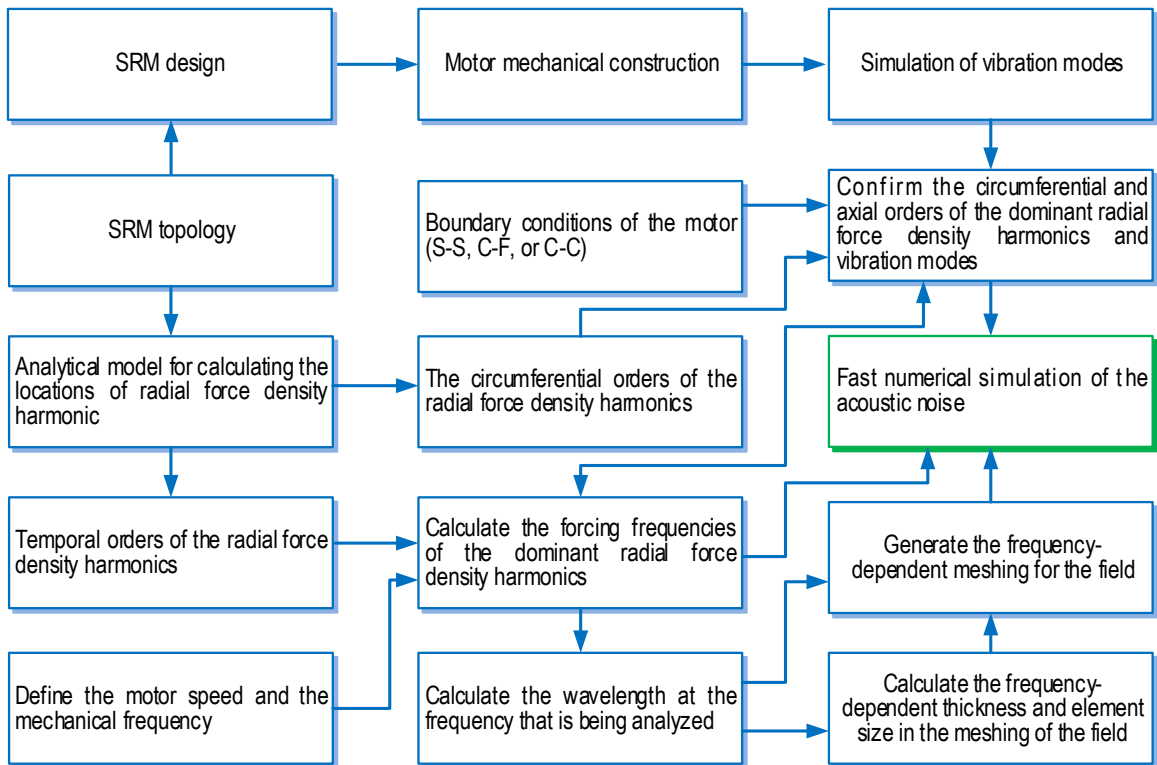 SRM design
Motor mechanical construction
Simulation of vibration modes
SRM topology
Boundary conditions of the motor
(S-S, C-F, or C-C)
Confirm the circumferential and
axial orders of the dominant radial
force density harmonics and
vibration modes
Analytical model for calculating the
locations of radial force density
harmonic
The circumferential orders of the
radial force density harmonics
Fast numerical simulation of the
acoustic noise
Temporal orders of the radial force
density harmonics
Calculate the forcing frequencies
of the dominant radial force
density harmonics
Generate the frequency-
dependent meshing for the field
Define the motor speed and the
mechanical frequency
Calculate the wavelength at the
frequency that is being analyzed
Calculate the frequency-
dependent thickness and element
size in the meshing of the field